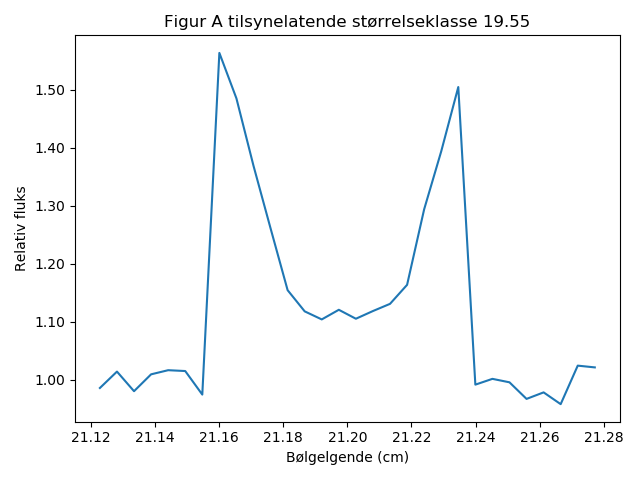 Figur A tilsynelatende størrelseklasse 19.55
Relativ fluks
1.50
1.40
1.30
1.20
1.10
1.00
21.12 21.14 21.16 21.18 21.20 21.22 21.24 21.26 21.28
Bølgelgende (cm)